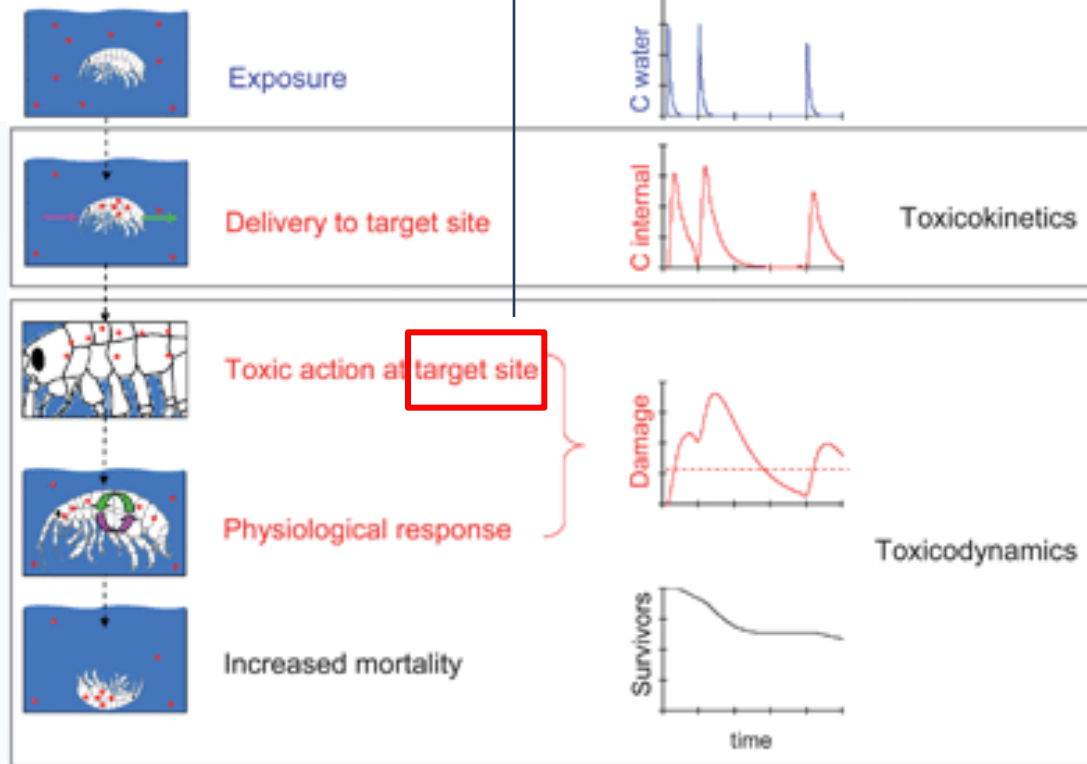 Exposure
C water
Delivery to target site
C internal
Toxicokinetics
Toxic action at target site
Damage
Physiological response
Toxicodynamics
Increased mortality
Survivors
time